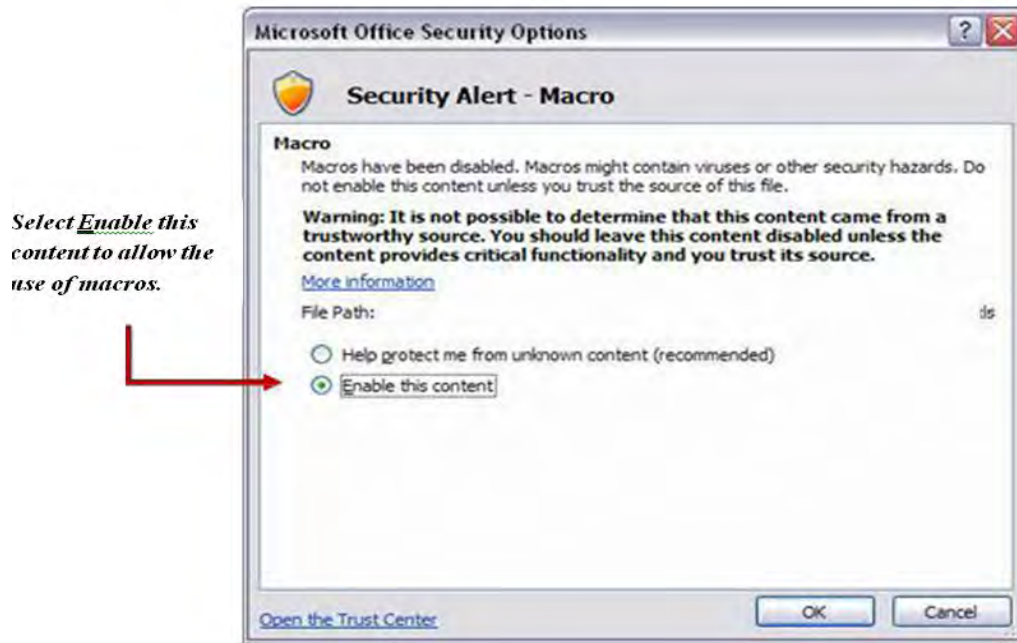 Microsoft Office Security Options
Security Alert - Macro
Macro
Macros have been disabled. Macros might contain viruses or other security hazards. Do
not enable this content unless you trust the source of this file.
Warning: It is not possible to determine that this content came from a
trustworthy source. You should leave this content disabled unless the
content provides critical functionality and you trust its source.
More information
File Path:
Help protect me from unknown content (recommended)
Enable this content
Open the Trust Center
OK
Cancel
Select Enable this
content to allow the
use of macros.